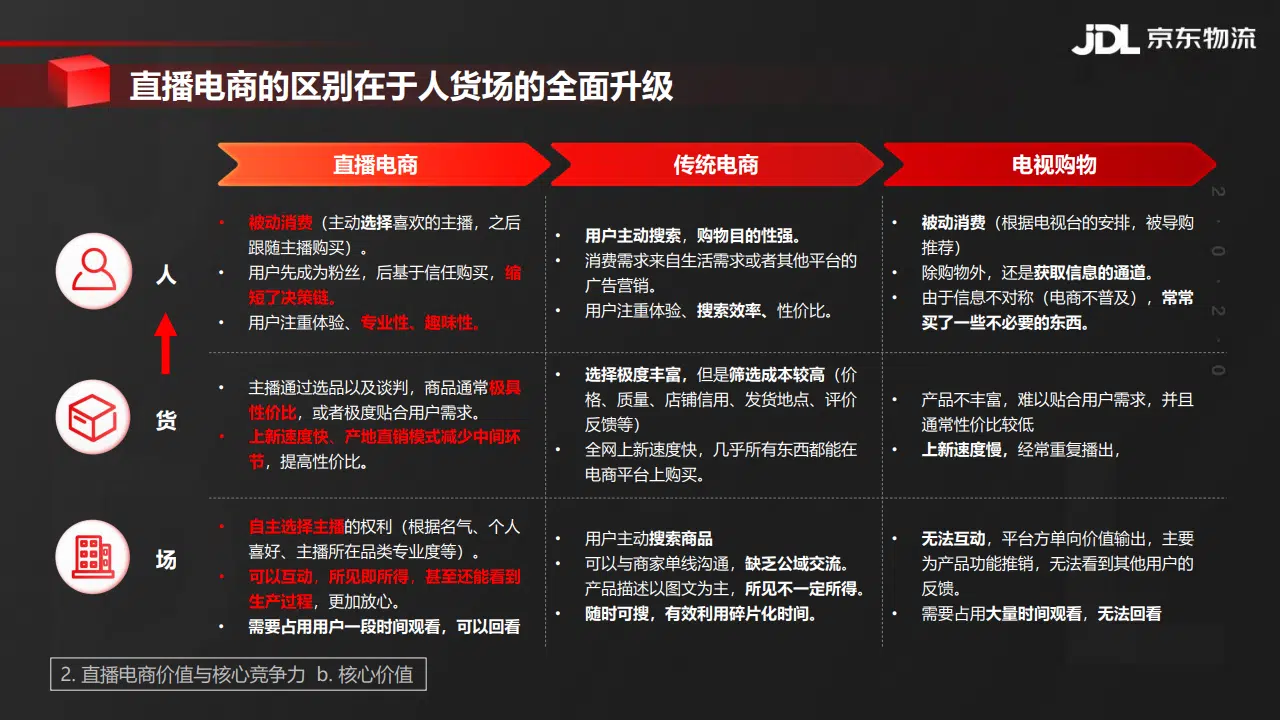 JDL 京东物流
直播电商的区别在于人货场的全面升级
直播电商
传统电商
电视购物
人
• 被动消费（主动选择喜欢的主播，之后
跟随主播购买）。
• 用户先成为粉丝，后基于信任购买，缩
短了决策链。
• 用户注重体验、专业性、趣味性。
• 用户主动搜索，购物目的性强。
• 消费需求来自生活需求或者其他平台的
广告营销。
• 用户注重体验、搜索效率、性价比。
• 被动消费（根据电视台的安排，被导购
推荐）
• 除购物外，还是获取信息的通道。
• 由于信息不对称（电商不普及），常常
买了一些不必要的东西。
货
• 主播通过选品以及谈判，商品通常极具
性价比，或者极度贴合用户需求。
• 上新速度快、产地直销模式减少中间环
节，提高性价比。
• 选择极度丰富，但是筛选成本较高（价
格、质量、店铺信用、发货地点、评价
反馈等）
• 全网上新速度快，几乎所有东西都能在
电商平台上购买。
• 产品不丰富，难以贴合用户需求，并且
通常性价比较低
• 上新速度慢，经常重复播出，
场
• 自主选择主播的权利（根据名气、个人
喜好、主播所在品类专业度等）。
• 可以互动，所见即所得，甚至还能看到
生产过程，更加放心。
• 需要占用用户一段时间观看，可以回看
• 用户主动搜索商品
• 可以与商家单线沟通，缺乏公域交流。
产品描述以图文为主，所见不一定所得。
• 随时可搜，有效利用碎片化时间。
• 无法互动，平台方单向价值输出，主要
为产品功能推销，无法看到其他用户的
反馈。
• 需要占用大量时间观看，无法回看
2.0.2.0
2. 直播电商价值与核心竞争力 b. 核心价值